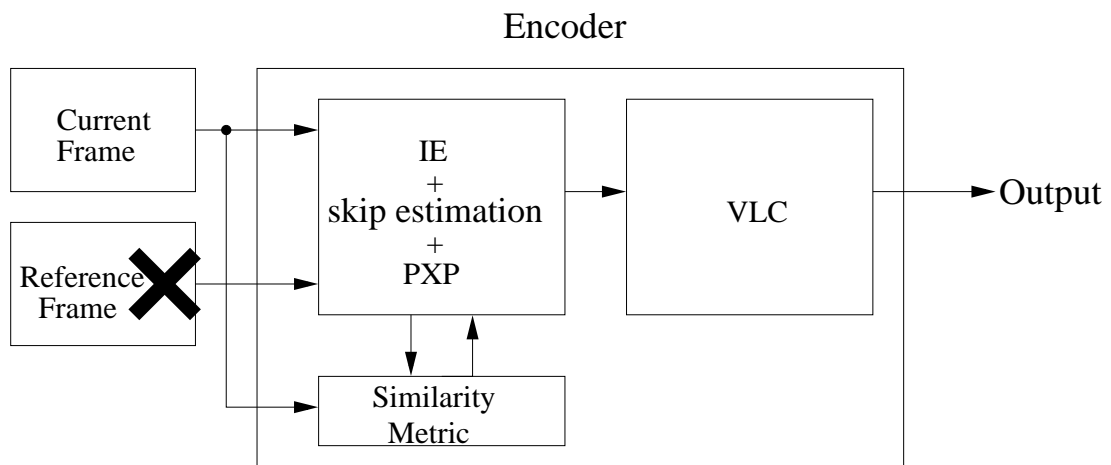 Encoder
Current
Frame
Reference
Frame
IE
+
skip estimation
+
PXP
VLC
Output
Similarity
Metric